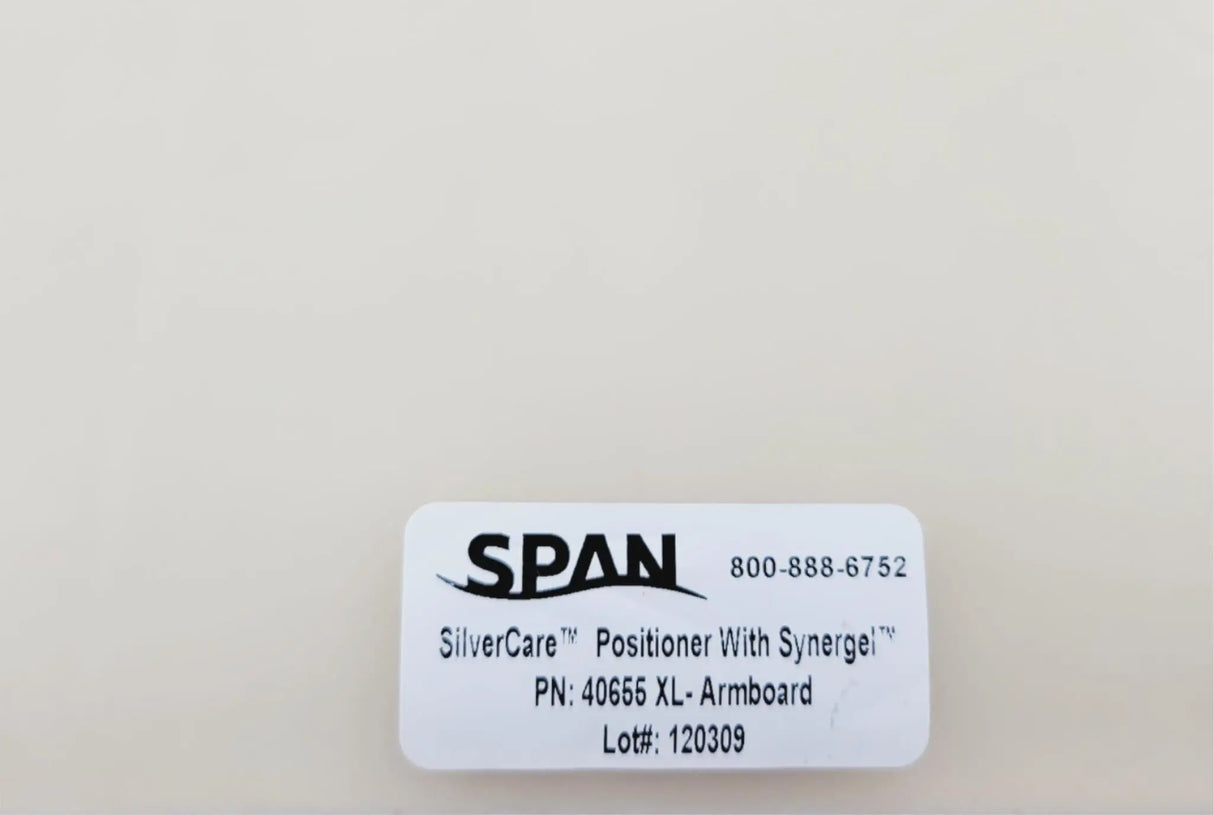 SPAN 800-888-6752
SilverCare™ Positioner With Synergel™
PN: 40655 XL- Armboard
Lot#: 120309